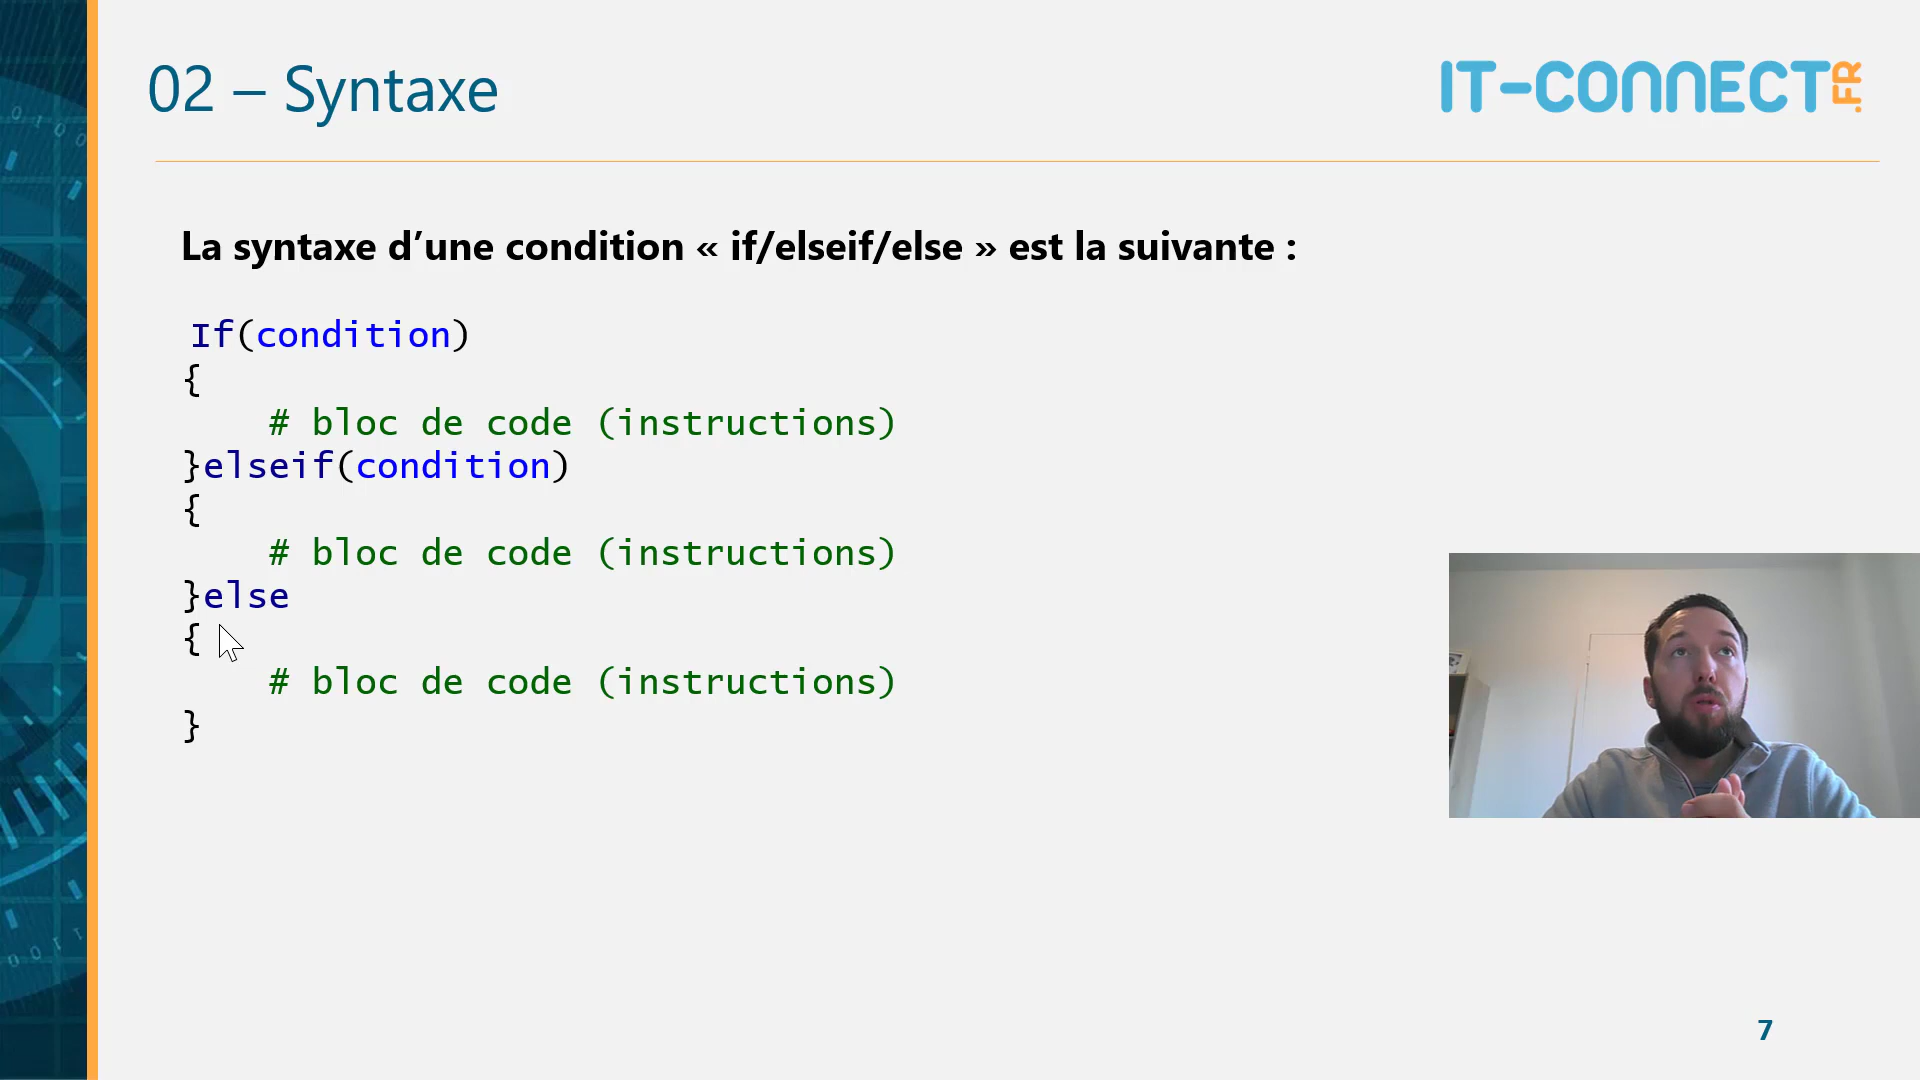 02 – Syntaxe
IT-CONNECT.FR
La syntaxe d’une condition « if/elseif/else » est la suivante :
If(condition)
{
    # bloc de code (instructions)
}elseif(condition)
{
    # bloc de code (instructions)
}else
{
    # bloc de code (instructions)
}
7